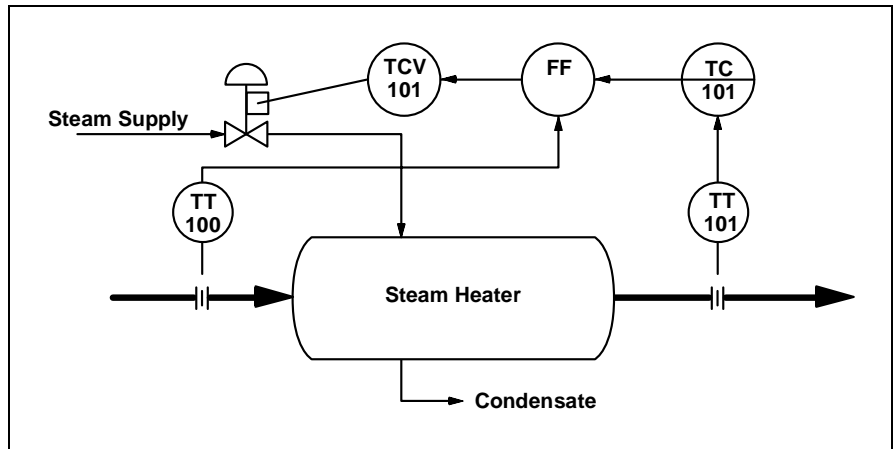 TCV
101
FF
TC
101
Steam Supply
TT
100
TT
101
Steam Heater
Condensate